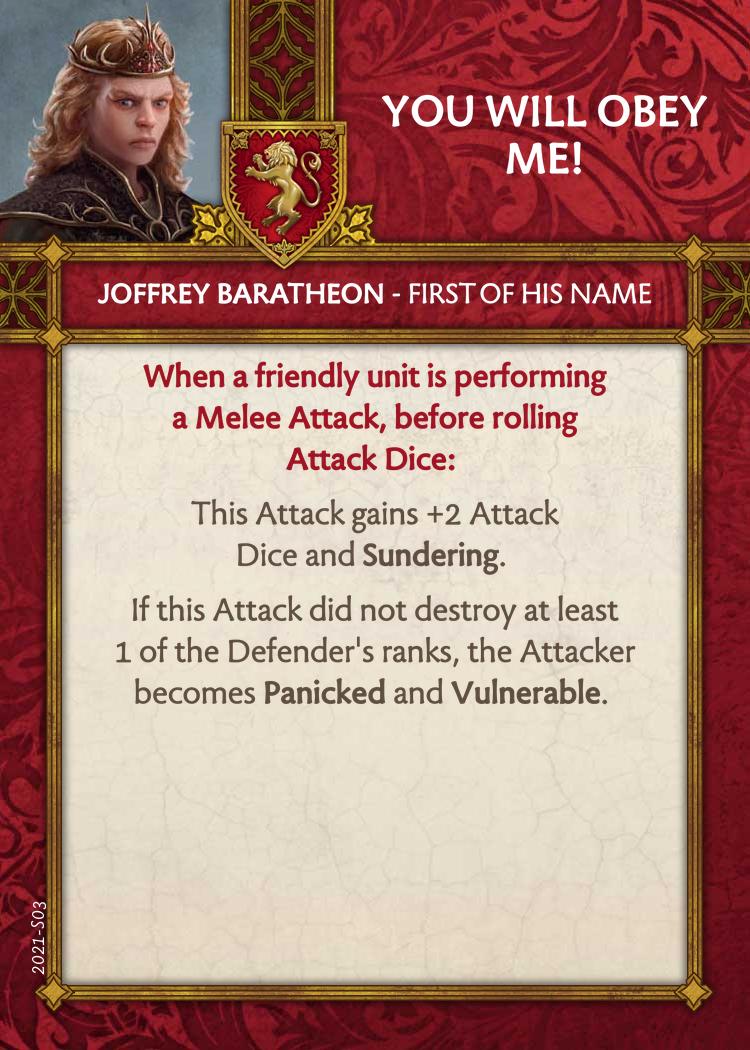 YOU WILL OBEY
ME!
JOFFREY BARATHEON - FIRST OF HIS NAME
When a friendly unit is performing
a Melee Attack, before rolling
Attack Dice:
This Attack gains +2 Attack
Dice and Sundering.
If this Attack did not destroy at least
1 of the Defender's ranks, the Attacker
becomes Panicked and Vulnerable.
2021-S03